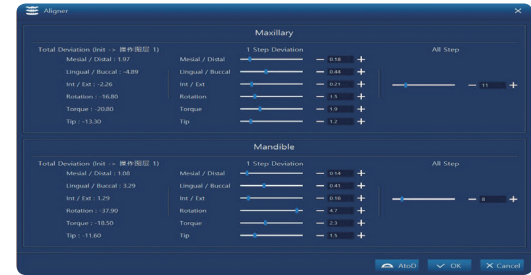 Aligner
Maxillary
Total Deviation (Init -> 操作图层 1) 1 Step Deviation All Step
Mesial / Distal : 1.97 Mesial / Distal 0.18
Lingual / Buccal : -4.89 Lingual / Buccal 0.44
Int / Ext : -2.26 Int / Ext 0.21 11
Rotation : -16.80 Rotation 1.5
Torque : -20.80 Torque 1.9
Tip : -13.30 Tip 1.2
Mandible
Total Deviation (Init -> 操作图层 1) 1 Step Deviation All Step
Mesial / Distal : 1.08 Mesial / Distal 0.14
Lingual / Buccal : 3.29 Lingual / Buccal 0.41
Int / Ext : 1.29 Int / Ext 0.16 8
Rotation : -37.90 Rotation 4.7
Torque : -18.50 Torque 2.3
Tip : -11.60 Tip 1.5
AtoD OK Cancel